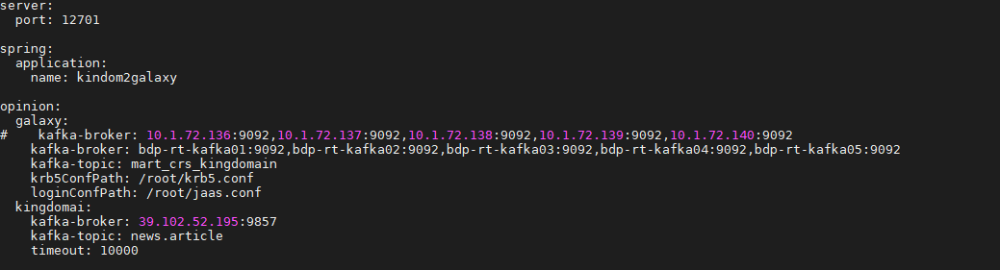 server:
  port: 12701

spring:
  application:
    name: kindom2galaxy

opinion:
  galaxy:
#    kafka-broker: 10.1.72.136:9092,10.1.72.137:9092,10.1.72.138:9092,10.1.72.139:9092,10.1.72.140:9092
    kafka-broker: bdp-rt-kafka01:9092,bdp-rt-kafka02:9092,bdp-rt-kafka03:9092,bdp-rt-kafka04:9092,bdp-rt-kafka05:9092
    kafka-topic: mart_crs_kingdomain
    krb5ConfPath: /root/krb5.conf
    loginConfPath: /root/jaas.conf
  kingdomai:
    kafka-broker: 39.102.52.195:9857
    kafka-topic: news.article
    timeout: 10000